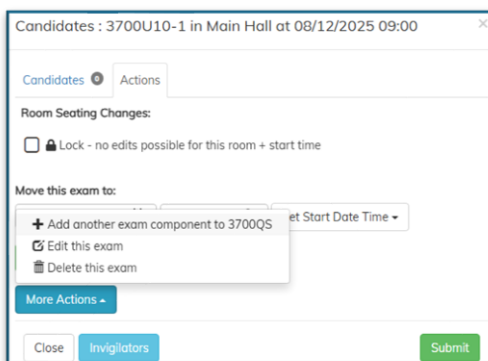 Candidates : 3700U10-1 in Main Hall at 08/12/2025 09:00 ×
Candidates 0 Actions
Room Seating Changes:
Lock - no edits possible for this room + start time
Move this exam to:
et Start Date Time
Add another exam component to 3700QS
Edit this exam
Delete this exam
More Actions
Close Invigilators Submit